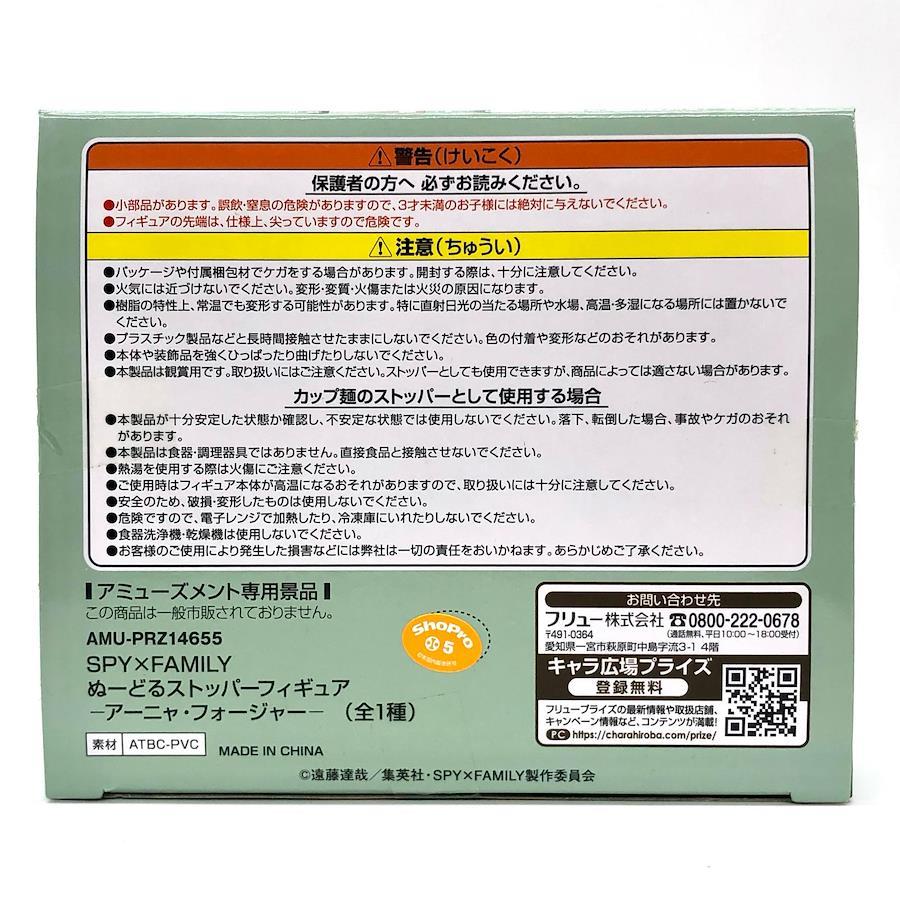 ⚠警告(けいこく)
保護者の方へ 必ずお読みください。
●小部品があります。誤飲・窒息の危険がありますので、3才未満のお子様には絶対に与えないでください。
●フィギュアの先端は、仕様上、尖っていますので危険です。
⚠注意(ちゅうい)
●パッケージや付属梱包材でケガをする場合があります。開封する際は、十分に注意してください。
●火気には近づけないでください。変形・変質・火傷または火災の原因になります。
●樹脂の特性上、常温でも変形する可能性があります。特に直射日光の当たる場所や水場、高温・多湿になる場所には置かないで
ください。
●プラスチック製品などと長時間接触させたままにしないでください。色の付着や変形などのおそれがあります。
●本体や装飾品を強くひっぱったり曲げたりしないでください。
●本製品は観賞用です。取り扱いにはご注意ください。ストッパーとしても使用できますが、商品によっては適さない場合があります。
カップ麺のストッパーとして使用する場合
●本製品が十分安定した状態か確認し、不安定な状態では使用しないでください。落下、転倒した場合、事故やケガのおそれ
があります。
●本製品は食器・調理器具ではありません。直接食品と接触させないでください。
●熱湯を使用する際は火傷にご注意ください。
●ご使用時はフィギュア本体が高温になるおそれがありますので、取り扱いには十分に注意してください。
●安全のため、破損・変形したものは使用しないでください。
●危険ですので、電子レンジで加熱したり、冷凍庫にいれたりしないでください。
●食器洗浄機・乾燥機は使用しないでください。
●お客様のご使用により発生した損害などには弊社は一切の責任をおいかねます。あらかじめご了承ください。
アミューズメント専用景品
この商品は一般市販されておりません。
AMU-PRZ14655
SPY×FAMILY
ぬーどるストッパーフィギュア
–アーニャ・フォージャー– (全1種)
素材 ATBC-PVC MADE IN CHINA
ShoPro
小 5
お問い合わせ先
フリュー株式会社 ☎0800-222-0678
〒491-0364 (通話無料、平日10:00〜18:00受付)
愛知県一宮市萩原町中島字流3-1 4階
キャラ広場プライズ
登録無料
フリュープライズの最新情報や取扱店舗、
キャンペーン情報など、コンテンツが満載!
PC https://charahiroba.com/prize/
©遠藤達哉/集英社・SPY×FAMILY製作委員会